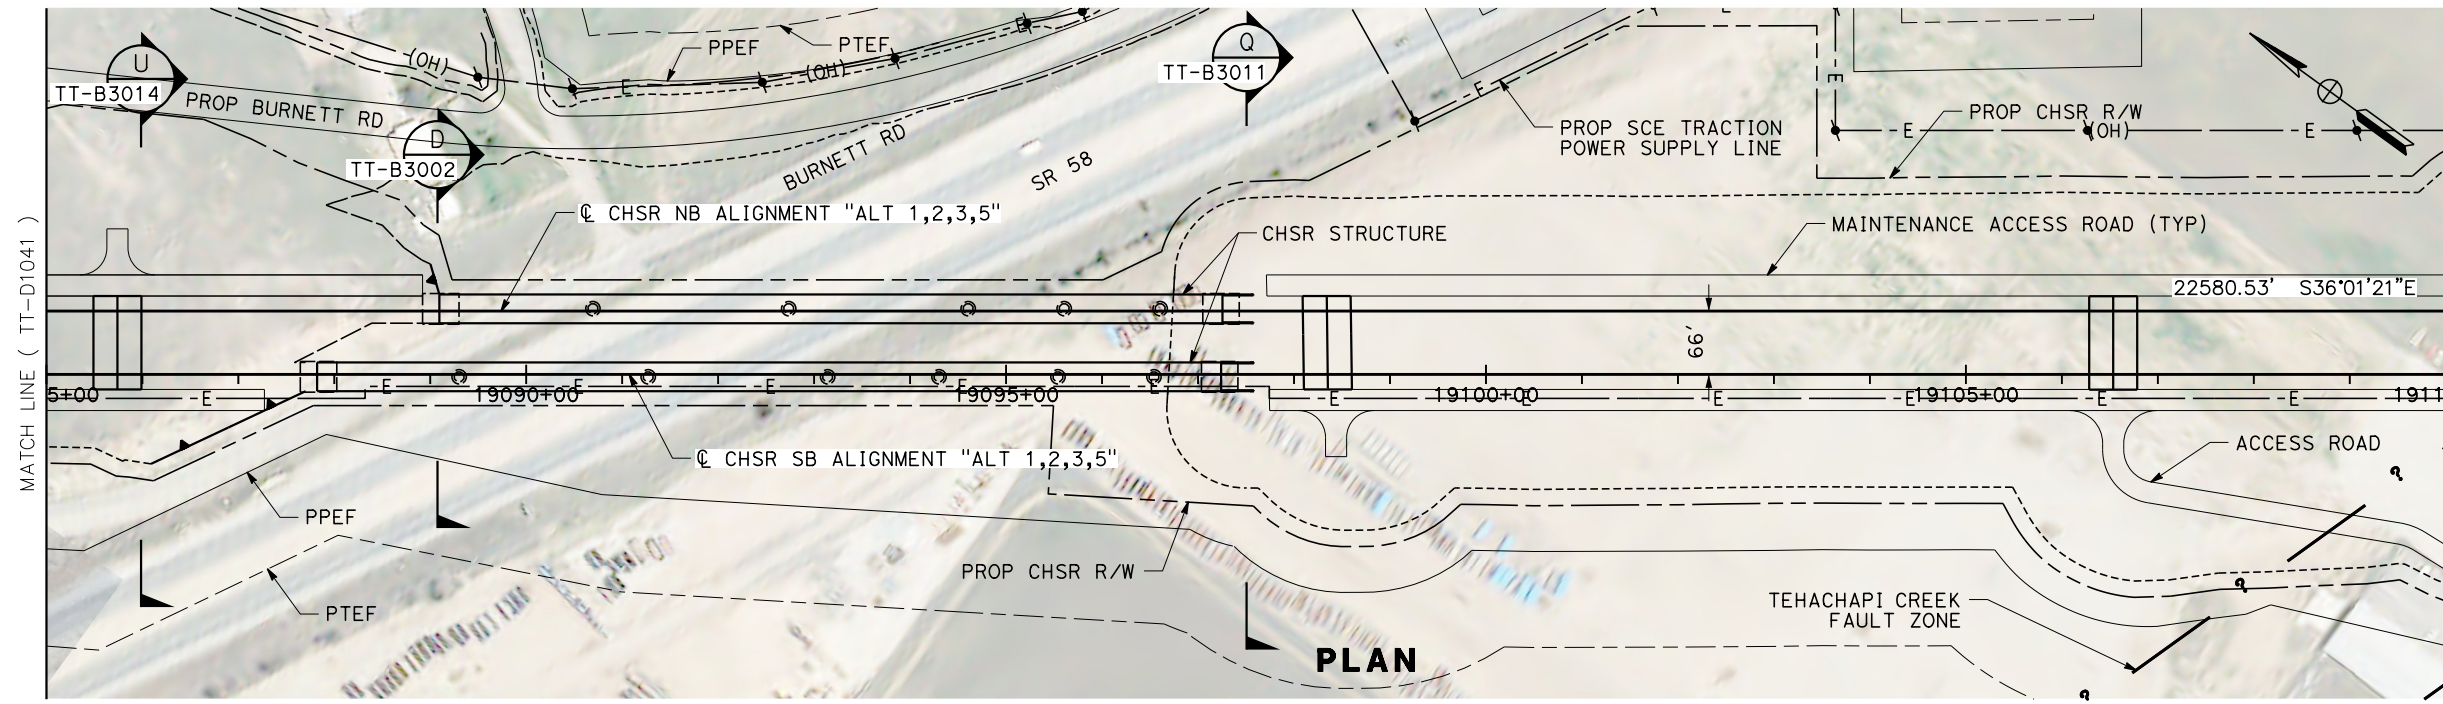 U
TT-B3014
PROP BURNETT RD
D
TT-B3002
(OH)
E
PPEF
PTEF
(OH)
E
Q
TT-B3011
BURNETT RD
SR 58
E
E
PROP SCE TRACTION
POWER SUPPLY LINE
E
E
(OH)
E
PROP CHSR R/W
℄ CHSR NB ALIGNMENT "ALT 1,2,3,5"
CHSR STRUCTURE
MAINTENANCE ACCESS ROAD (TYP)
22580.53' S36°01'21"E
66'
MATCH LINE ( TT-D1041 )
5+00
E
E
19090+00
E
E
E
19095+00
E
E
19100+00
E
E
E
19105+00
E
E
1911
℄ CHSR SB ALIGNMENT "ALT 1,2,3,5"
ACCESS ROAD
?
PPEF
PROP CHSR R/W
?
PTEF
TEHACHAPI CREEK
FAULT ZONE
PLAN
?